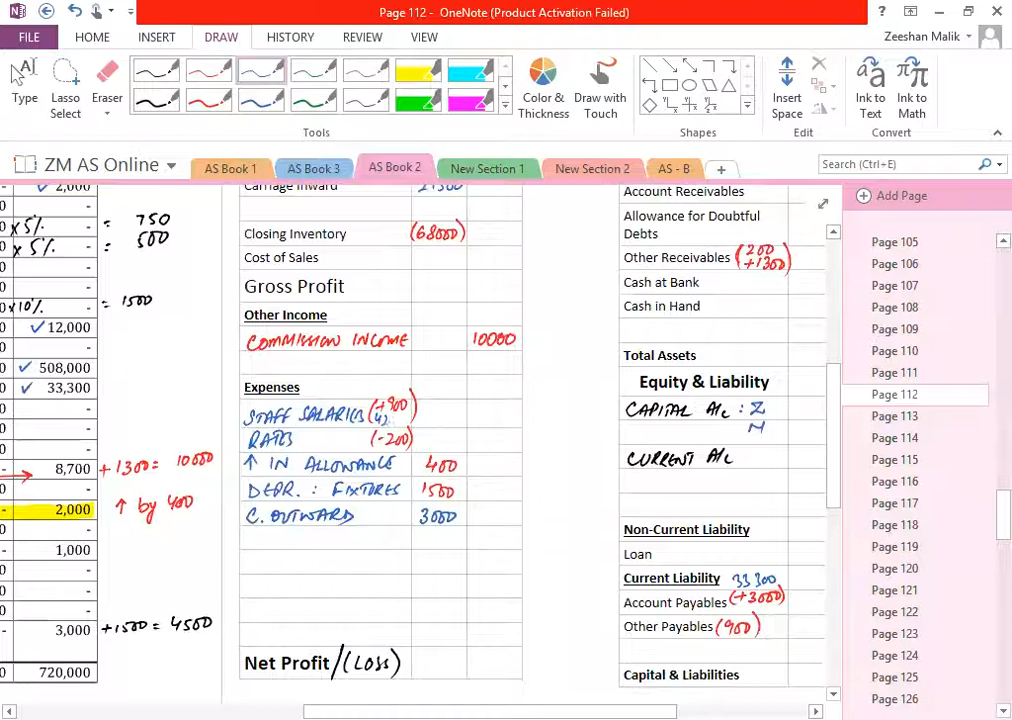 Page 112 - OneNote (Product Activation Failed)
FILE HOME INSERT DRAW HISTORY REVIEW VIEW
Zeeshan Malik
Type
Lasso Select
Eraser
Color & Thickness
Draw with Touch
Insert Space
Ink to Text
Ink to Math
Tools
Shapes
Edit
Convert
ZM AS Online
AS Book 1
AS Book 3
AS Book 2
New Section 1
New Section 2
AS - B
Search (Ctrl+E)
2,000
x 5% = 750
x 5% = 500
x10% = 1500
12,000
508,000
33,300
8,700 +1300= 10000
2,000 ↑ by 400
1,000
3,000 +1500 = 4500
720,000
Carriage Inward
Closing Inventory (68000)
Cost of Sales
Gross Profit
Other Income
COMMISSION INCOME 10000
Expenses
STAFF SALARIES (+900
42
RATES (-200)
↑ IN ALLOWANCE 400
DEPR. : FIXTURES 1500
C. OUTWARD 3000
Net Profit/(LOSS)
Account Receivables
Allowance for Doubtful
Debts
Other Receivables (200
+1300)
Cash at Bank
Cash in Hand
Total Assets
Equity & Liability
CAPITAL A/c : Z
M
CURRENT A/c
Non-Current Liability
Loan
Current Liability 33300
Account Payables (+3000)
Other Payables (900)
Capital & Liabilities
Add Page
Page 105
Page 106
Page 107
Page 108
Page 109
Page 110
Page 111
Page 112
Page 113
Page 114
Page 115
Page 116
Page 117
Page 118
Page 119
Page 120
Page 121
Page 122
Page 123
Page 124
Page 125
Page 126